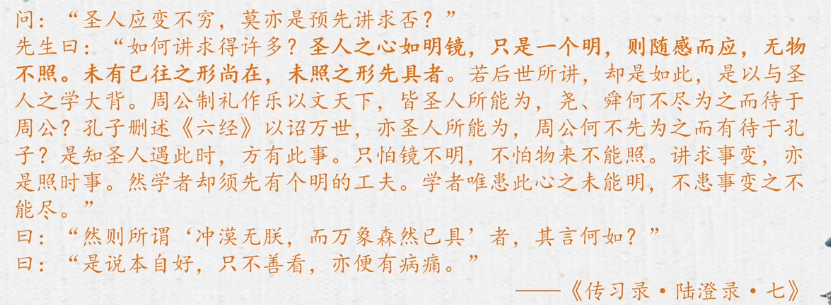 问：“圣人应变不穷，莫亦是预先讲求否？”
先生曰：“如何讲求得许多？圣人之心如明镜，只是一个明，则随感而应，无物
不照。未有已往之形尚在，未照之形先具者。若后世所讲，却是如此，是以与圣
人之学大背。周公制礼作乐以文天下，皆圣人所能为，尧、舜何不尽为之而待于
周公？孔子删述《六经》以诏万世，亦圣人所能为，周公何不先为之而有待于孔
子？是知圣人遇此时，方有此事。只怕镜不明，不怕物来不能照。讲求事变，亦
是照时事。然学者却须先有个明的工夫。学者唯患此心之未能明，不患事变之不
能尽。”
曰：“然则所谓‘冲漠无朕，而万象森然已具’者，其言何如？”
曰：“是说本自好，只不善看，亦便有病痛。”
——《传习录·陆澄录·七》